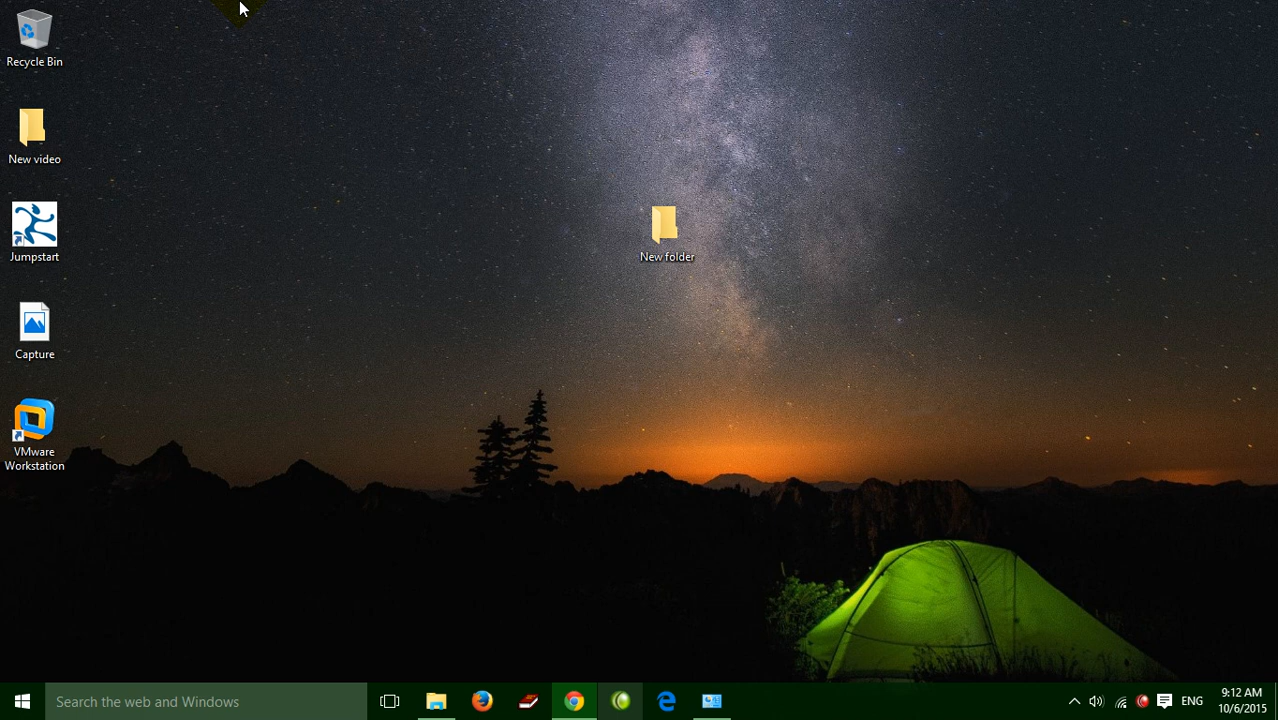 Recycle Bin
New video
Jumpstart
Capture
VMware
Workstation
New folder
Search the web and Windows
ENG
9:12 AM
10/6/2015